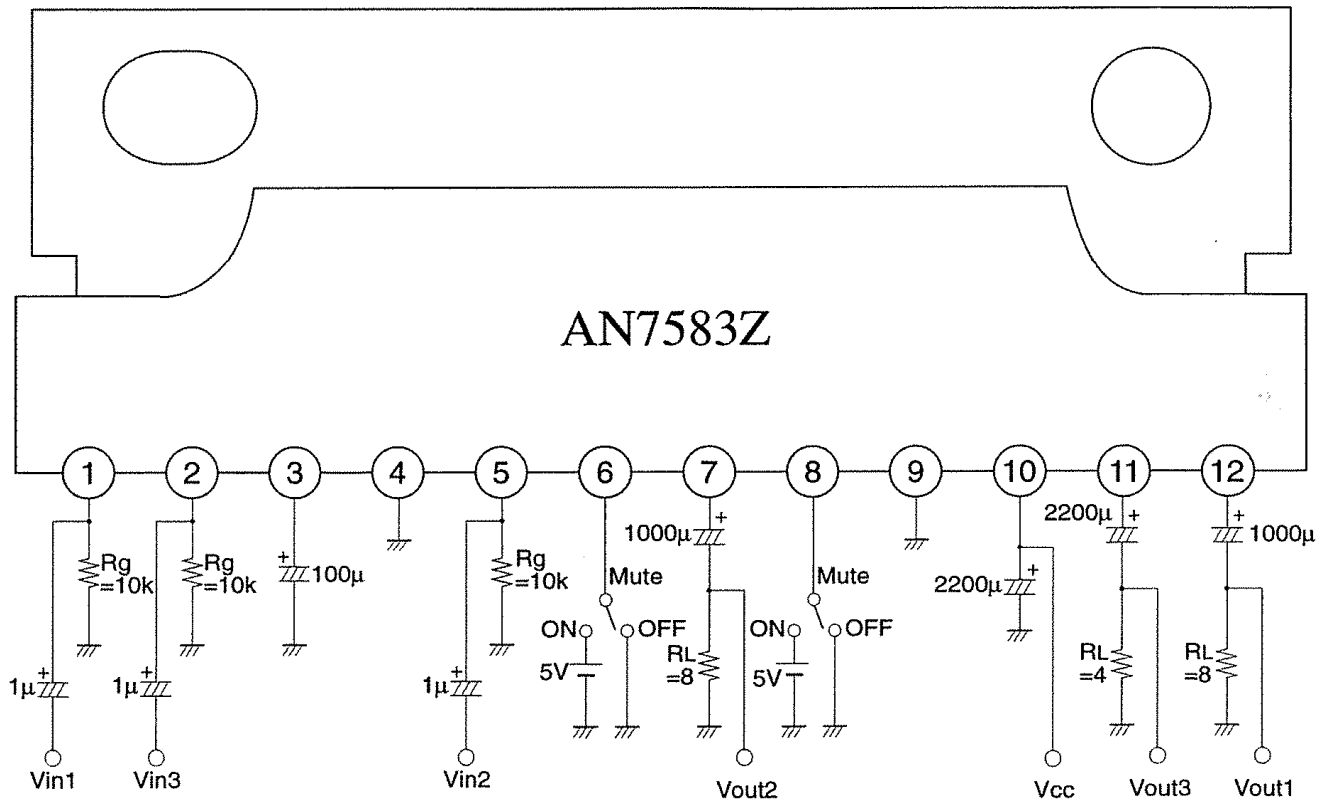 AN7583Z
1 2 3 4 5 6 7 8 9 10 11 12
2200μ +
1000μ +
+ 1000μ
Rg
=10k
Rg
=10k
+ 100μ
Rg
=10k
Mute
Mute
+
2200μ
ON OFF
ON OFF
5V
RL
=8
5V
RL
=4
RL
=8
+
1μ
+
1μ
+
1μ
Vin1
Vin3
Vin2
Vout2
Vcc
Vout3
Vout1